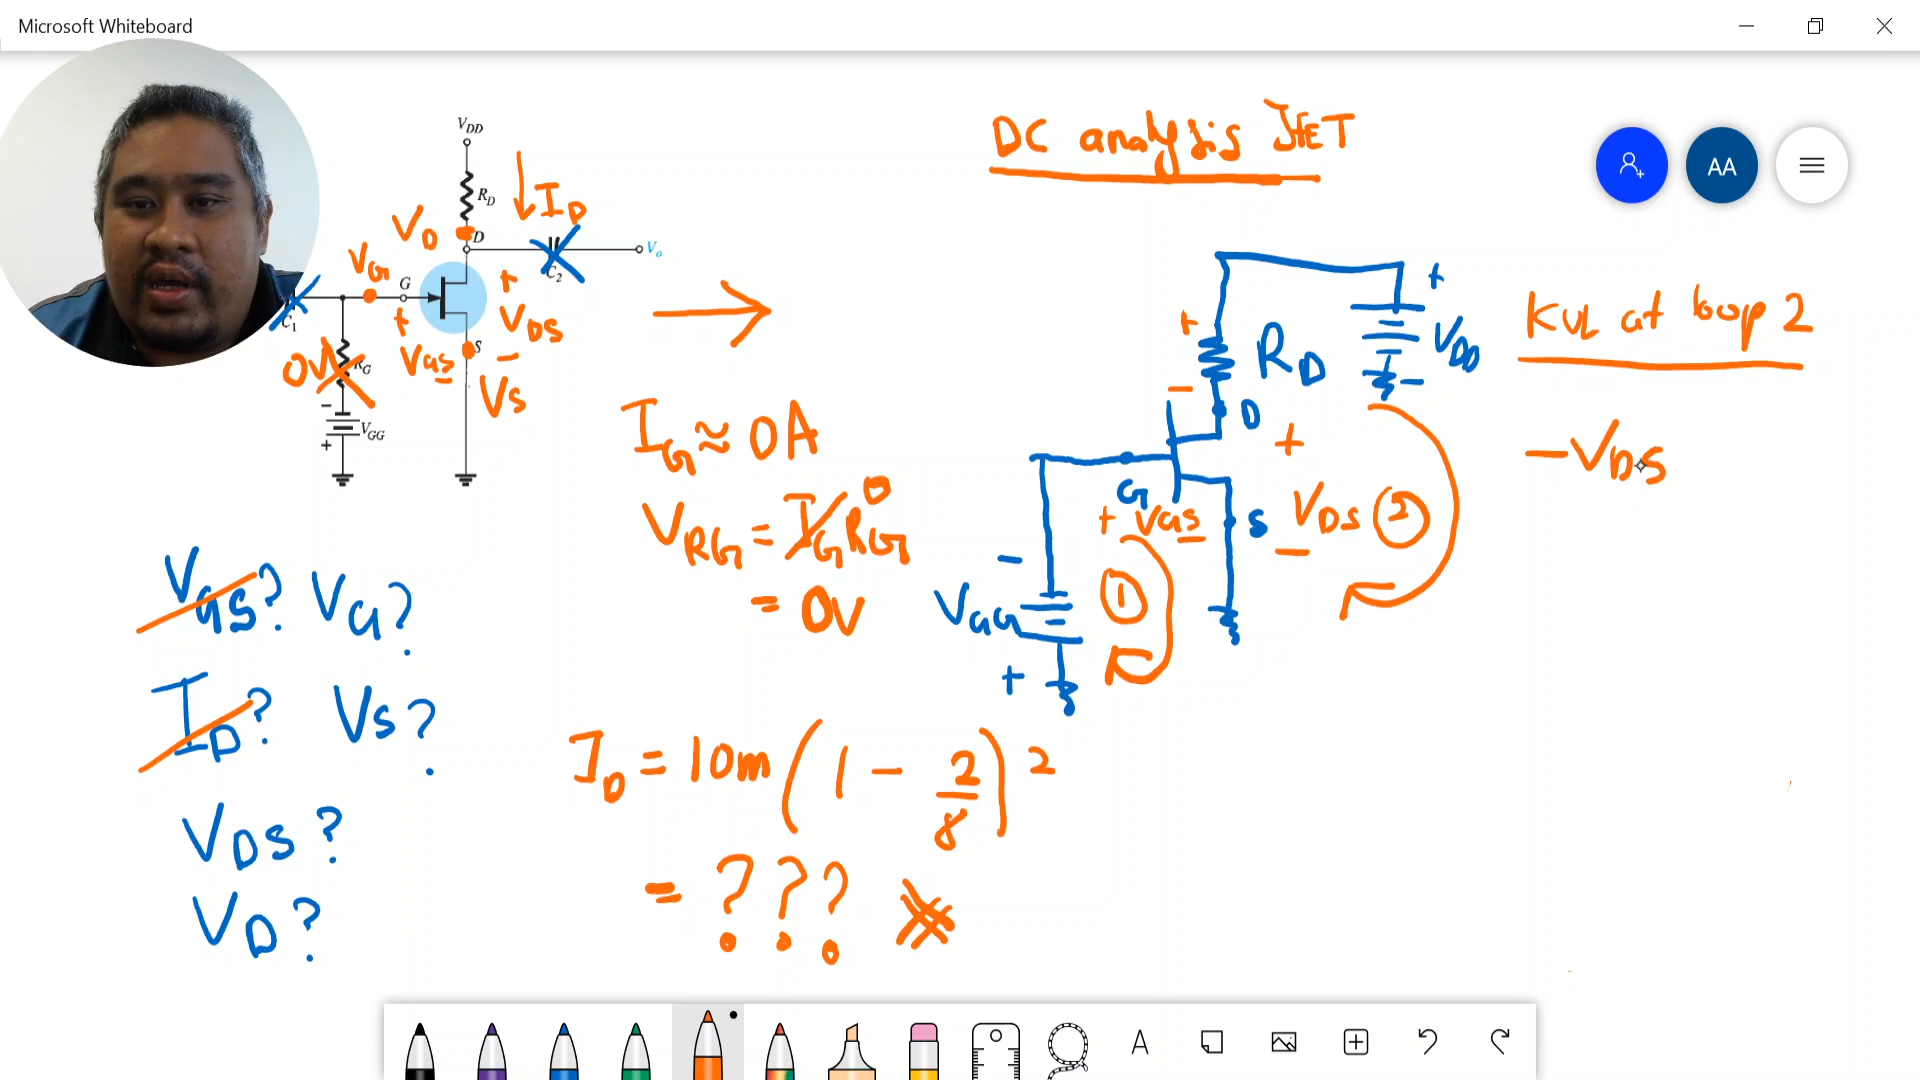 Microsoft Whiteboard
DC analysis JFET
AA
VDD
RD
ID
VD
D
C2
Vo
VG
G
C1
+
VGS
+
VDS
-
S
VS
0V
RG
-
VGG
+
IG ≈ 0A
VRG = IGRG 0
= 0V
VGS? VG?
ID? VS?
VDS?
VD?
ID = 10m (1 - 2/8)2
= ???
+
RD
-
D
+
VDD
-
G
+ VGS
S
+
VDS
-
2
1
-
VGG
+
KVL at loop 2
-VDS
A